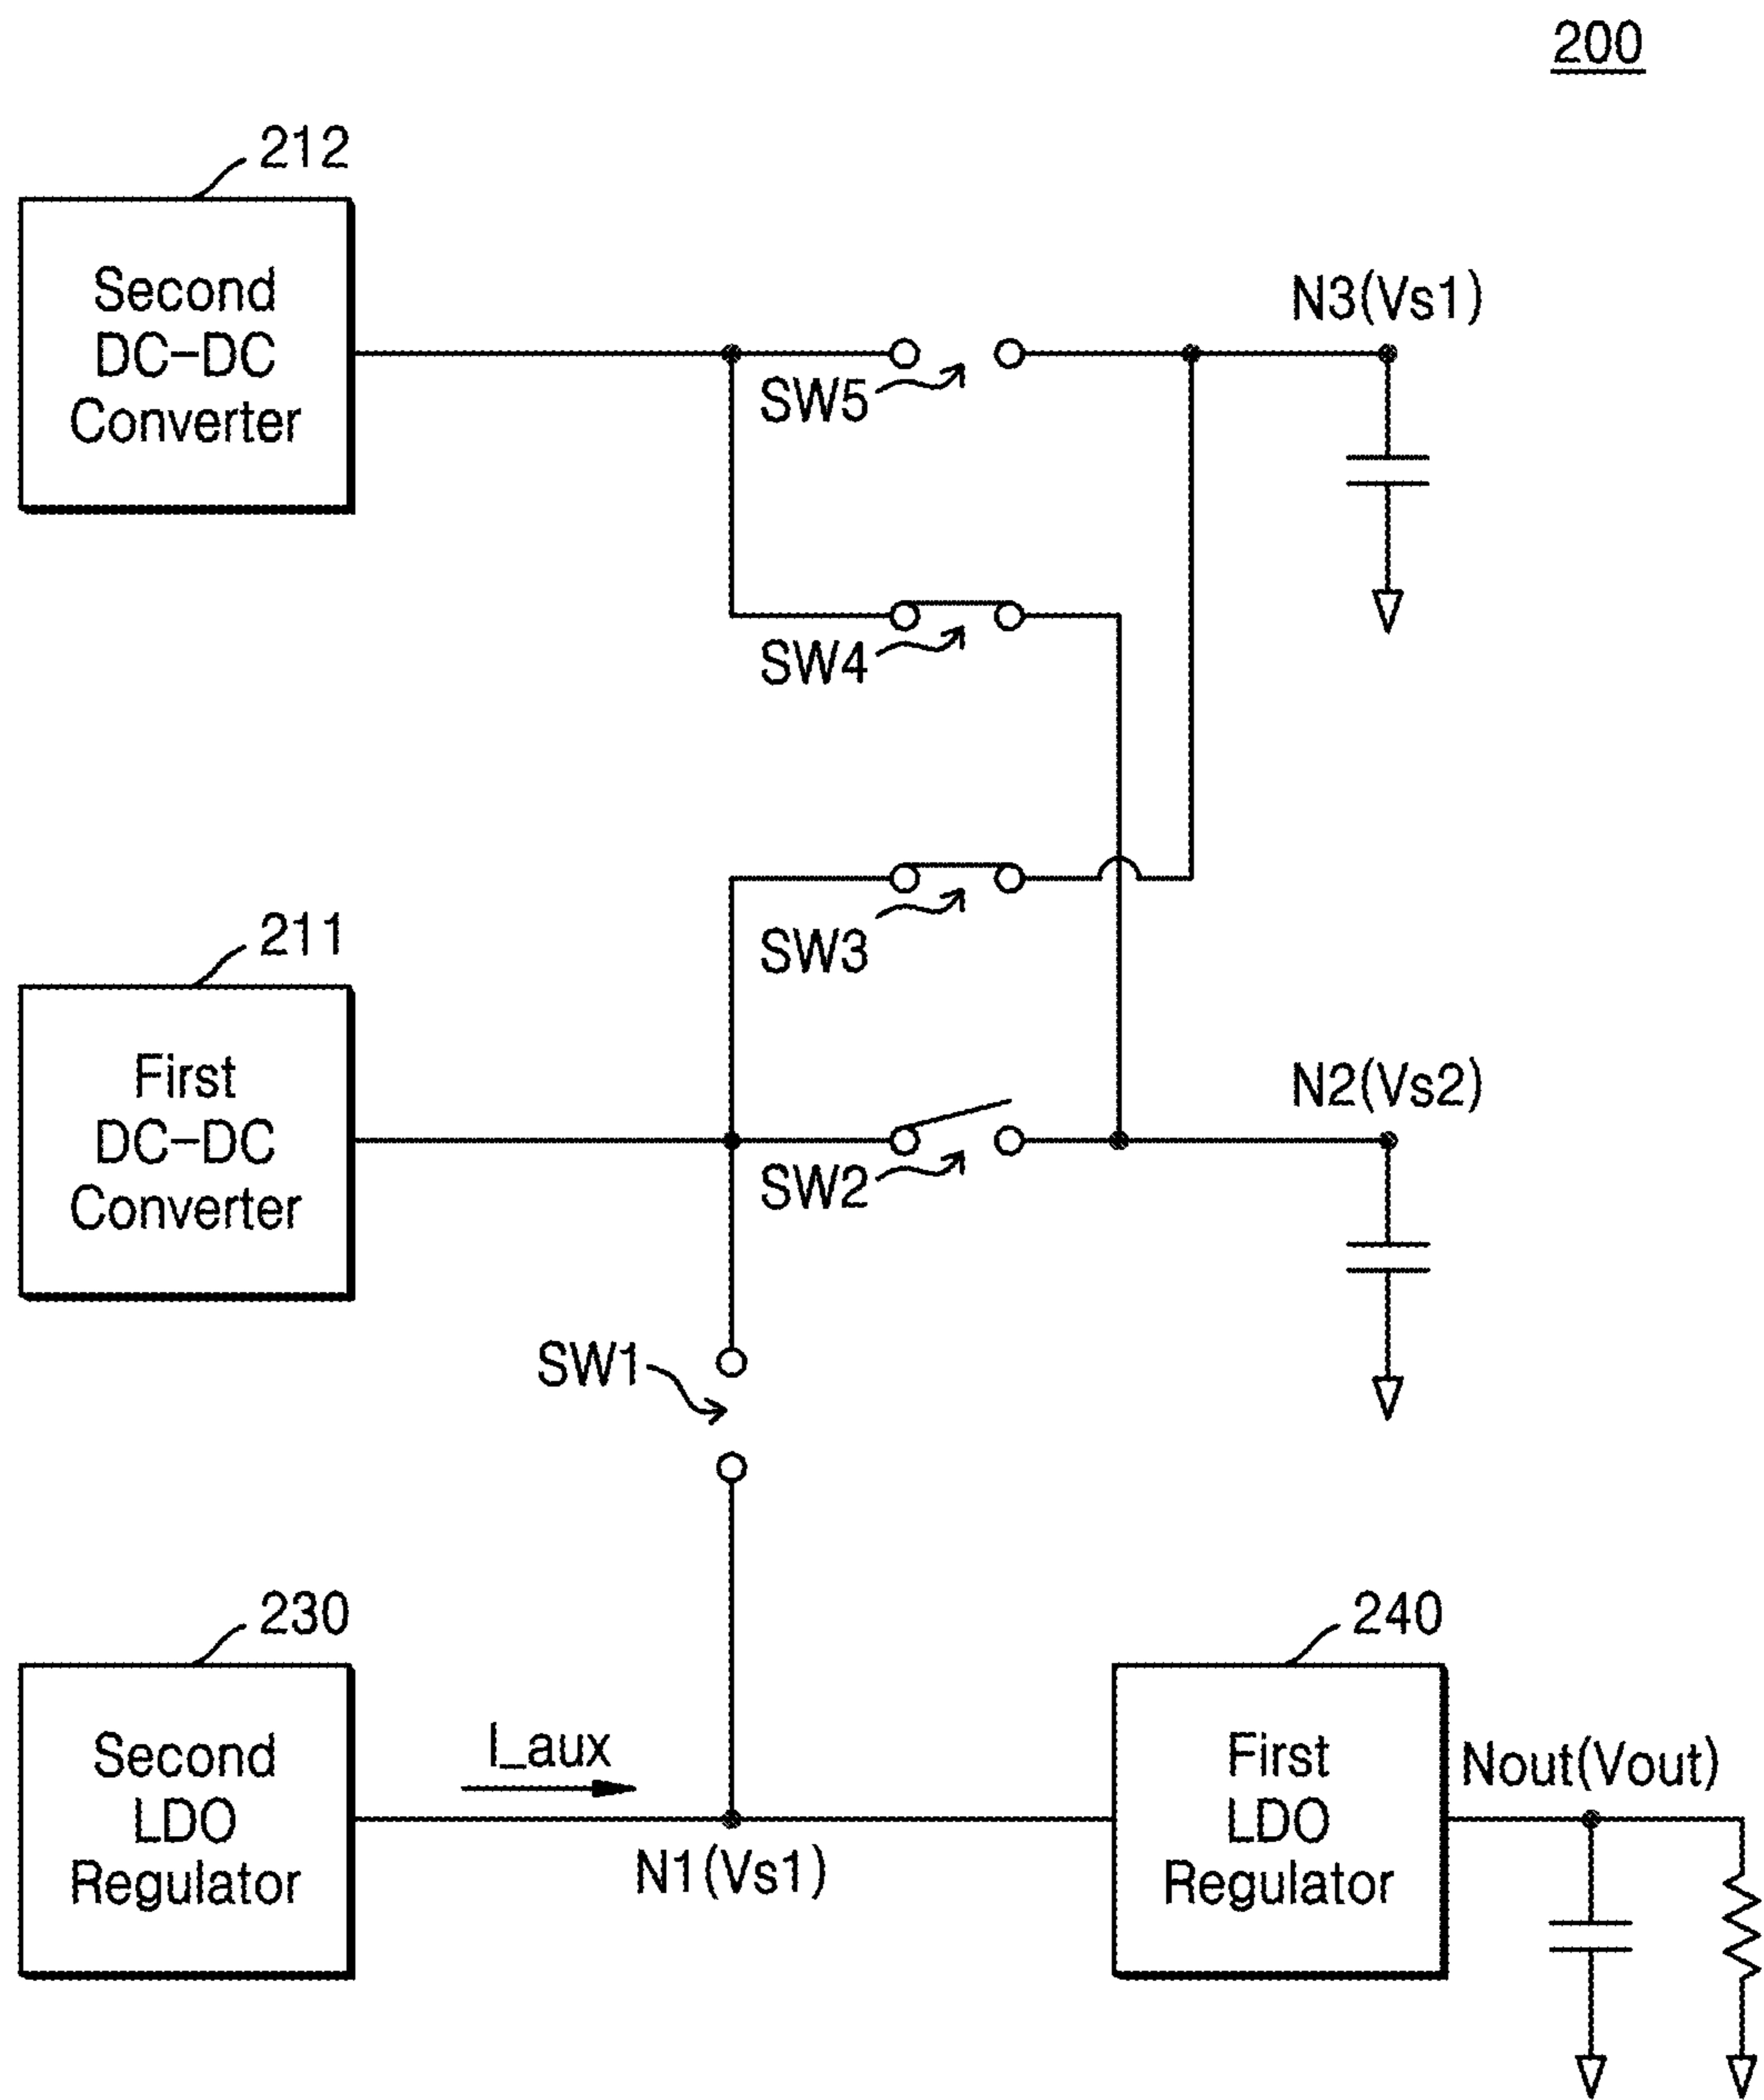 200
212
Second
DC-DC
Converter
N3(Vs1)
SW5
SW4
SW3
211
First
DC-DC
Converter
N2(Vs2)
SW2
SW1
230
240
Second
LDO
Regulator
I_aux
N1(Vs1)
First
LDO
Regulator
Nout(Vout)